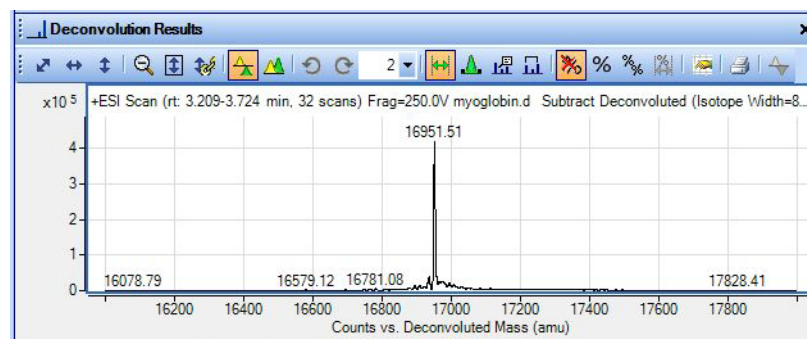 Deconvolution Results
2
x10 5 +ESI Scan (rt: 3.209-3.724 min, 32 scans) Frag=250.0V myoglobin.d Subtract Deconvoluted (Isotope Width=8...
16951.51
4
3
2
1
0
16078.79 16579.12 16781.08 17828.41
16200 16400 16600 16800 17000 17200 17400 17600 17800
Counts vs. Deconvoluted Mass (amu)